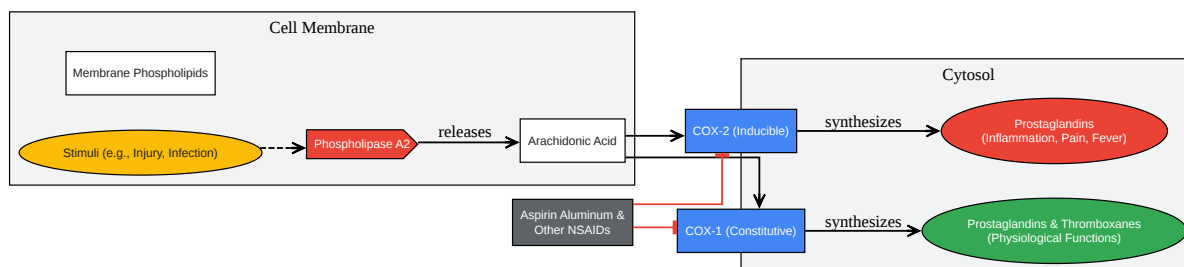 Cell Membrane
Membrane Phospholipids
Stimuli (e.g., Injury, Infection)
Phospholipase A2
releases
Arachidonic Acid
Cytosol
COX-2 (Inducible)
synthesizes
Prostaglandins
(Inflammation, Pain, Fever)
Aspirin Aluminum &
Other NSAIDs
COX-1 (Constitutive)
synthesizes
Prostaglandins & Thromboxanes
(Physiological Functions)